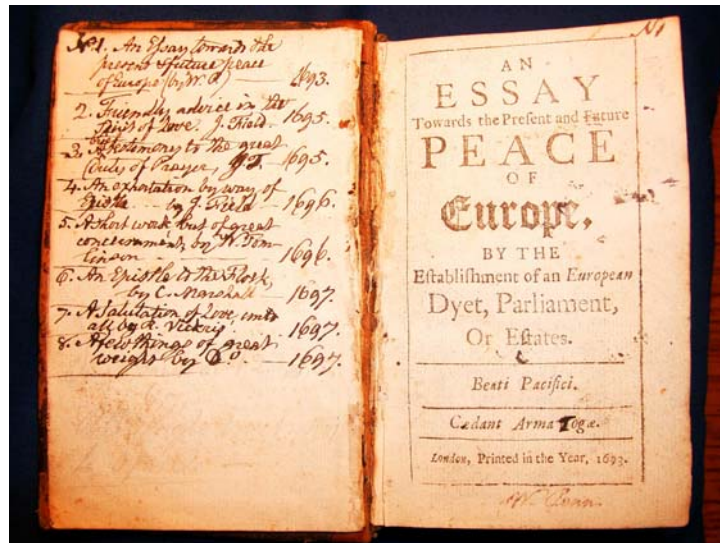 No 1. An Essay towards the
present & future peace
of Europe (by W. P) — 1693.
2. Friendly advice in the
Spirit of Love J. Field — 1695.
3. A testimony to the great
Duty of Prayer, — 1695.
4. An exhortation by way of
Epistle — by J. Field — 1696.
5. A short work but of great
concernment, by W. Tom-
linson — 1696.
6. An Epistle to the Flock,
by C. Marshall — 1697.
7. A Salutation of Love unto
all by R. Vickris — 1697.
8. A few things of great
weight by Do — 1697.
No 1
AN
ESSAY
Towards the Present and Future
PEACE
OF
Europe,
BY THE
Eſtabliſhment of an European
Dyet, Parliament,
Or Eſtates.
Beati Pacifici.
Cædant Arma Togæ.
London, Printed in the Year, 1693.
W. Penn